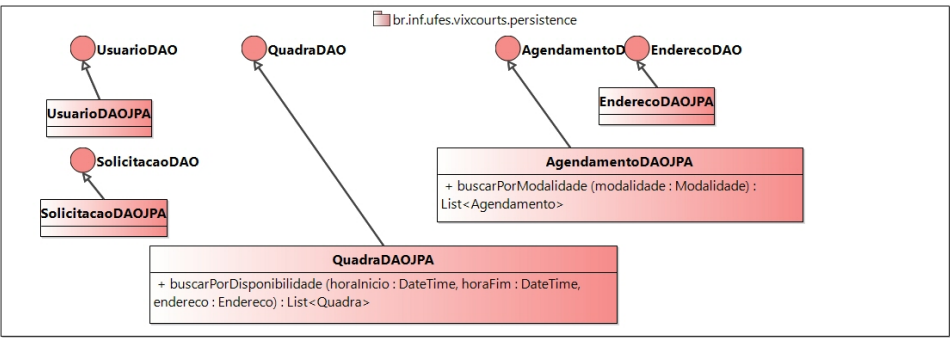 br.inf.ufes.vixcourts.persistence
UsuarioDAO
QuadraDAO
AgendamentoD
EnderecoDAO
UsuarioDAOJPA
EnderecoDAOJPA
SolicitacaoDAO
AgendamentoDAOJPA
+ buscarPorModalidade (modalidade : Modalidade) :
List<Agendamento>
SolicitacaoDAOJPA
QuadraDAOJPA
+ buscarPorDisponibilidade (horaInicio : DateTime, horaFim : DateTime,
endereco : Endereco) : List<Quadra>